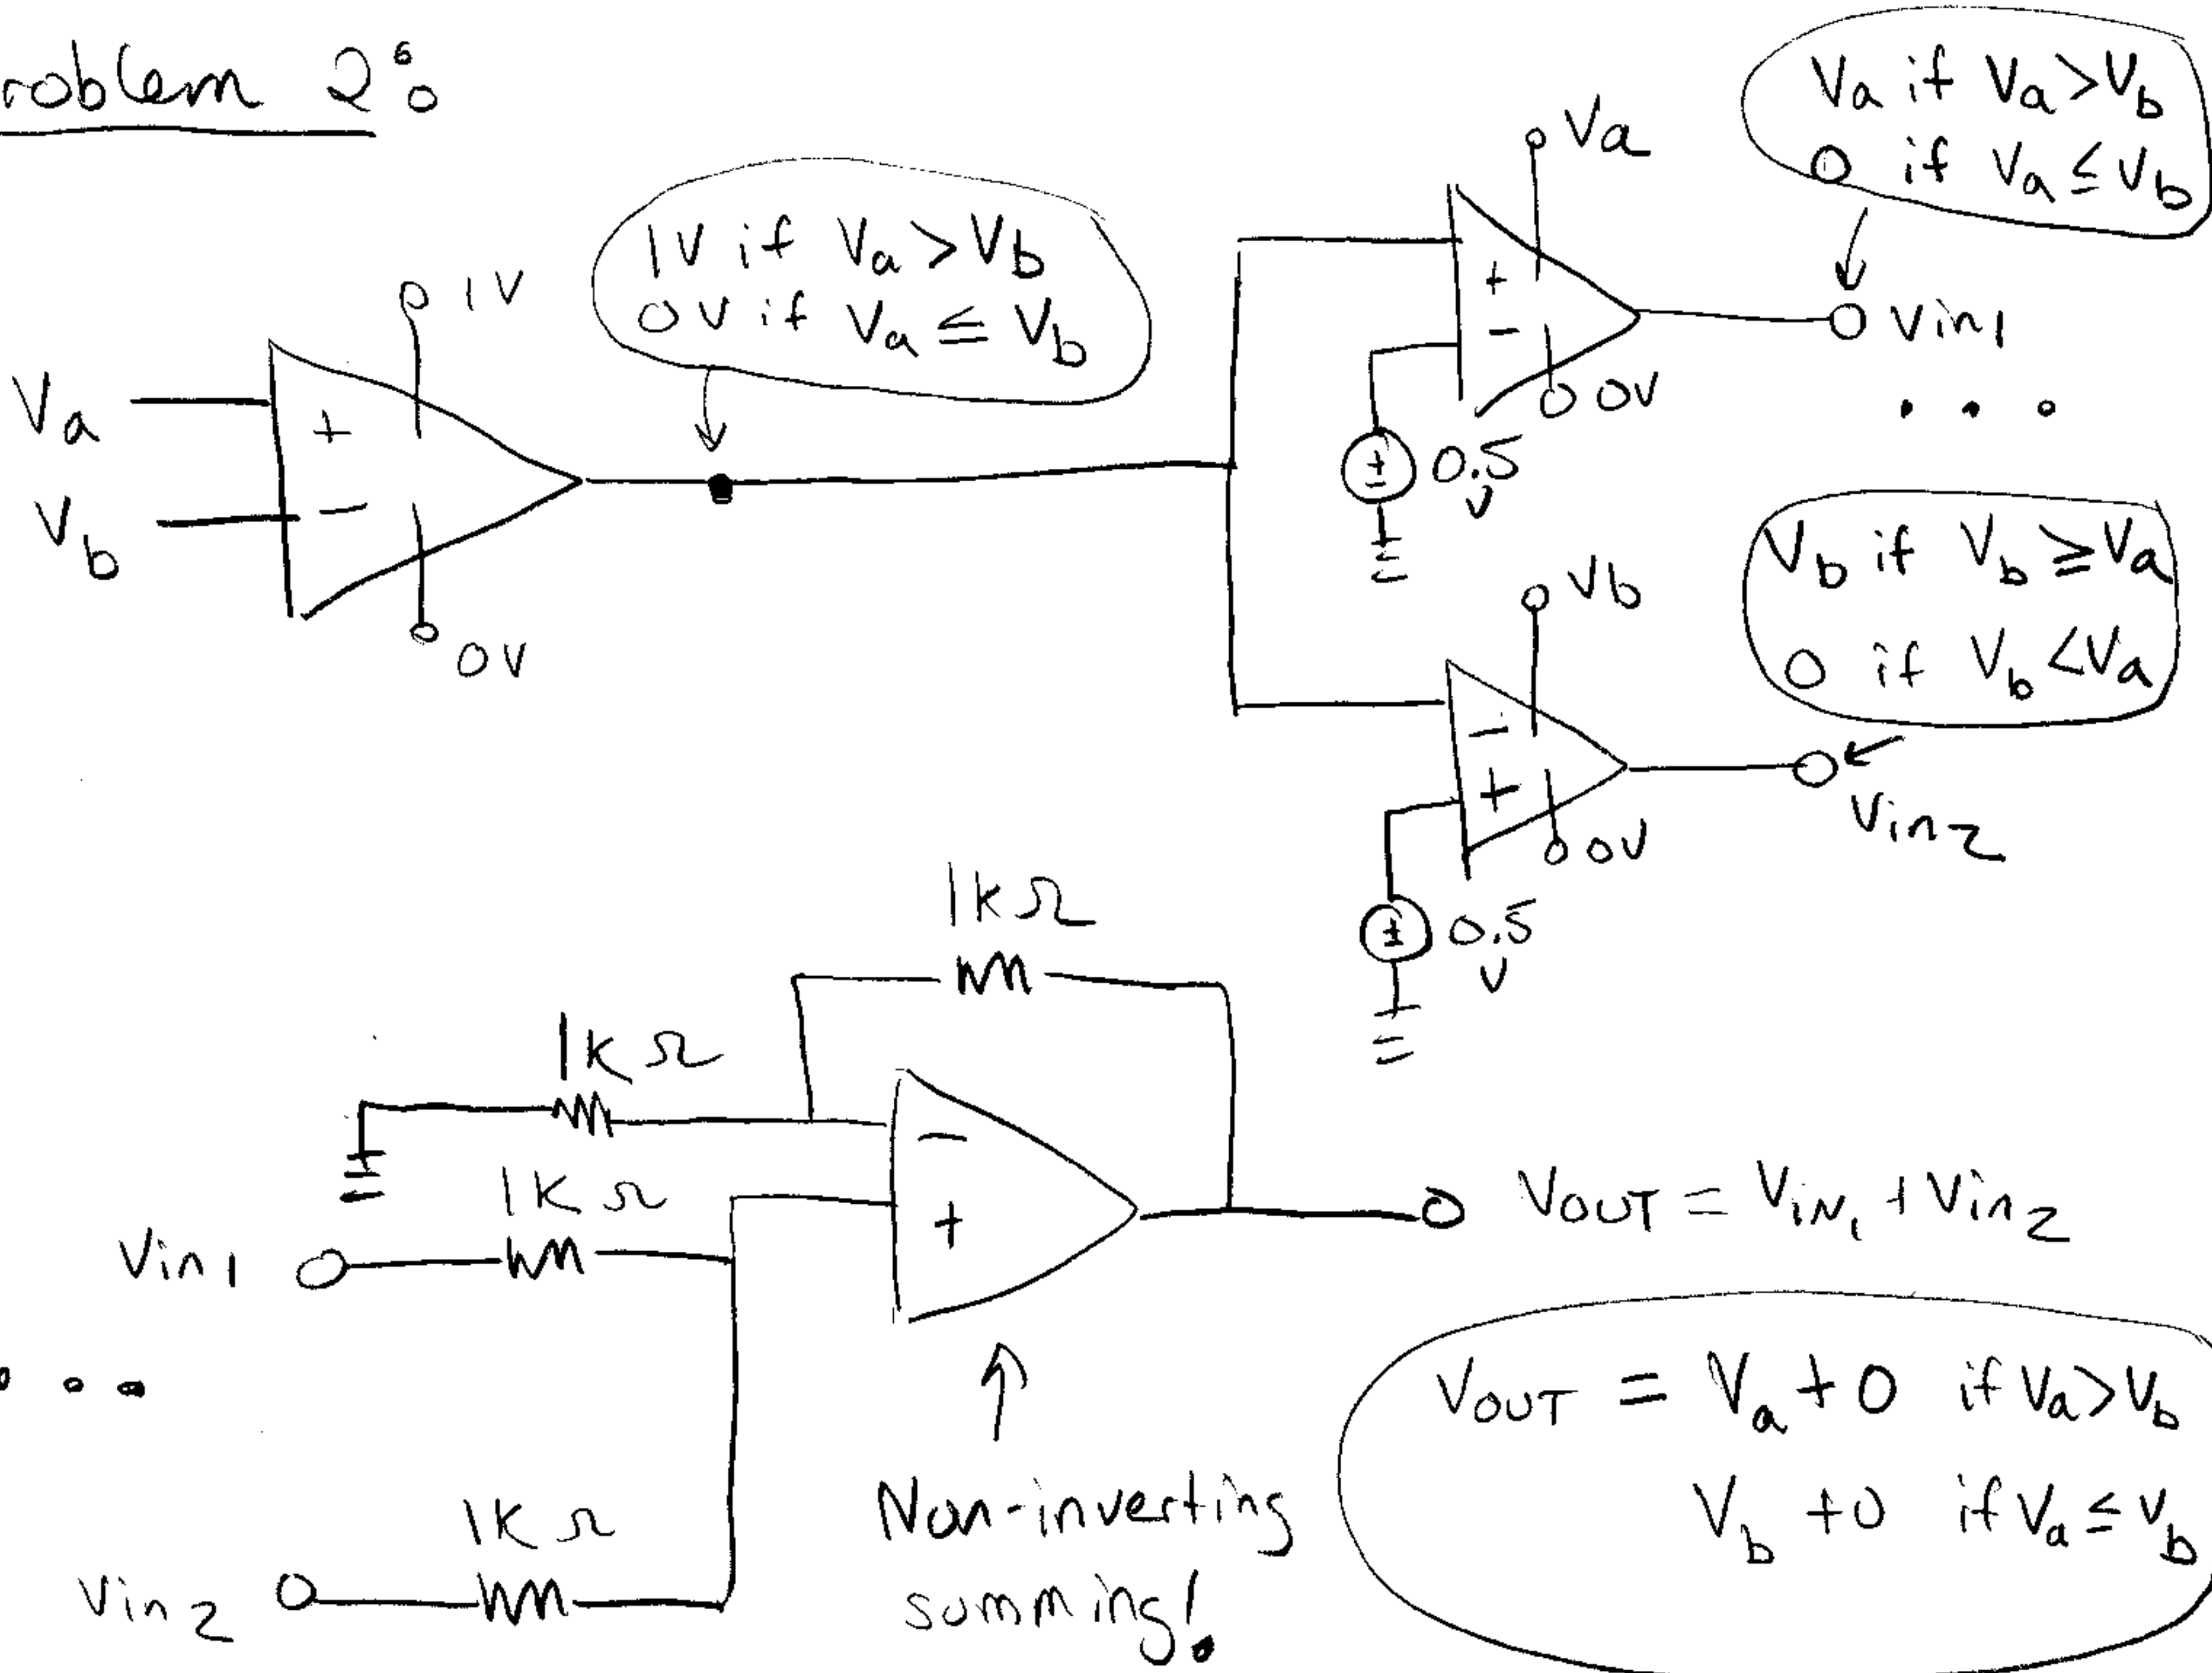 roblem 2:
Va if Va > Vb
0 if Va ≤ Vb
Va
1V if Va > Vb
0V if Va ≤ Vb
1V
+
-
Vin1
Va
+
-
0V
• • •
Vb
0.5
V
0V
Vb if Vb ≥ Va
0 if Vb < Va
Vb
-
+
Vin2
0V
1kΩ
0.5
V
1kΩ
-
1kΩ
+
VOUT = VIN1 + Vin2
Vin1
• • •
VOUT = Va + 0 if Va > Vb
Vb + 0 if Va ≤ Vb
Non-inverting
summing!
1kΩ
Vin2